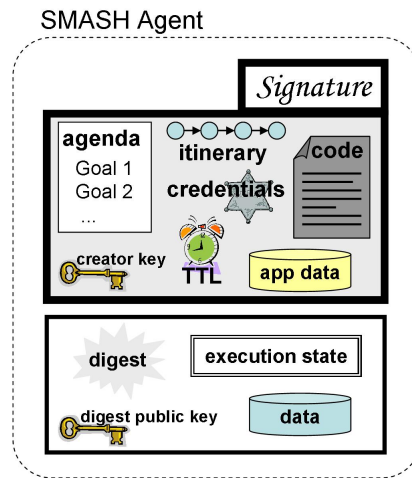 SMASH Agent
Signature
agenda
Goal 1
Goal 2
...
itinerary
credentials
code
creator key
TTL
app data
digest
execution state
digest public key
data